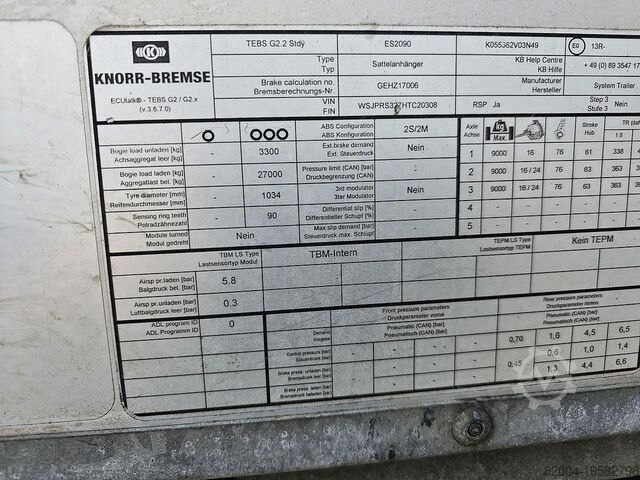 KNORR-BREMSE
ECUtalk® - TEBS G2 / G2.x
(v.3.6.7.0)
TEBS G2.2 Stdy ES2090 K055362V03N49 E0 13R-
Type Sattelanhänger KB Help Centre + 49 (0) 89 3547 17
Typ KB Hilfe
Brake calculation no. GEHZ17006 Manufacturer System Trailer
Bremsberechnungs-Nr. Hersteller
VIN WSJPRS32THTC20308 RSP Ja Step 3 Nein
FIN Stufe 3
ABS Configuration 2S/2M
ABS Konfiguration
Axle Achse Max. Stroke Hub TR (da 1.0
Bogie load unladen [kg] - 3300 Ext.brake demand Nein
Achsaggregat leer [kg] Ext. Steuerdruck
1 9000 16 76 61 338
Bogie load laden [kg] - 27000 Pressure limit (CAN) [bar] -
Aggregatlast bel. [kg] Druckbegrenzung (CAN)
2 9000 16 / 24 76 63 363
Tyre diameter [mm] - 1034 3rd modulator Nein
Reifendurchmesser [mm] 3ter Modulator
3 9000 16 / 24 76 63 363
Sensing ring teeth - 90 Differential slip [%] -
Polradzahnezahl Differentieller Schlupf [%]
4 - - - - -
Module turned Nein Max slip demand [bar] -
Modul gedreht Steuerdruck max. Schlupf
5 - - - - -
TBM LS Type TBM-Intern TEPM LS Type Kein TEPM
Lastsensortyp Modul Lastsensortyp TEPM
Airsp pr.laden [bar] 5.8
Balgdruck bel. [bar]
Airsp pr.unladen [bar] 0.3
Luftbalgdruck leer [bar]
ADL program ID 0
ADL Programm ID
Front pressure parameters Rear pressure parameters
Druckparameter vorne Druckparameter hinten
Pneumatic (CAN) [bar] Pneumatic (CAN) [bar]
Pneumatisch (CAN) [bar] Pneumatisch (CAN) [bar]
Demand - - - - 0,70 1,6 4,5 6,5
Vorgabe
Control pressure [bar] - - - - 0,6 1,0 1,4
Steuerdruck [bar]
Brake press. unladen [bar] - - - - 0,45 1,3 4,4 6,6
Bremsdruck leer [bar]
Brake press. laden [bar] - - - -
Bremsdruck beladen [bar]
82004-19582798